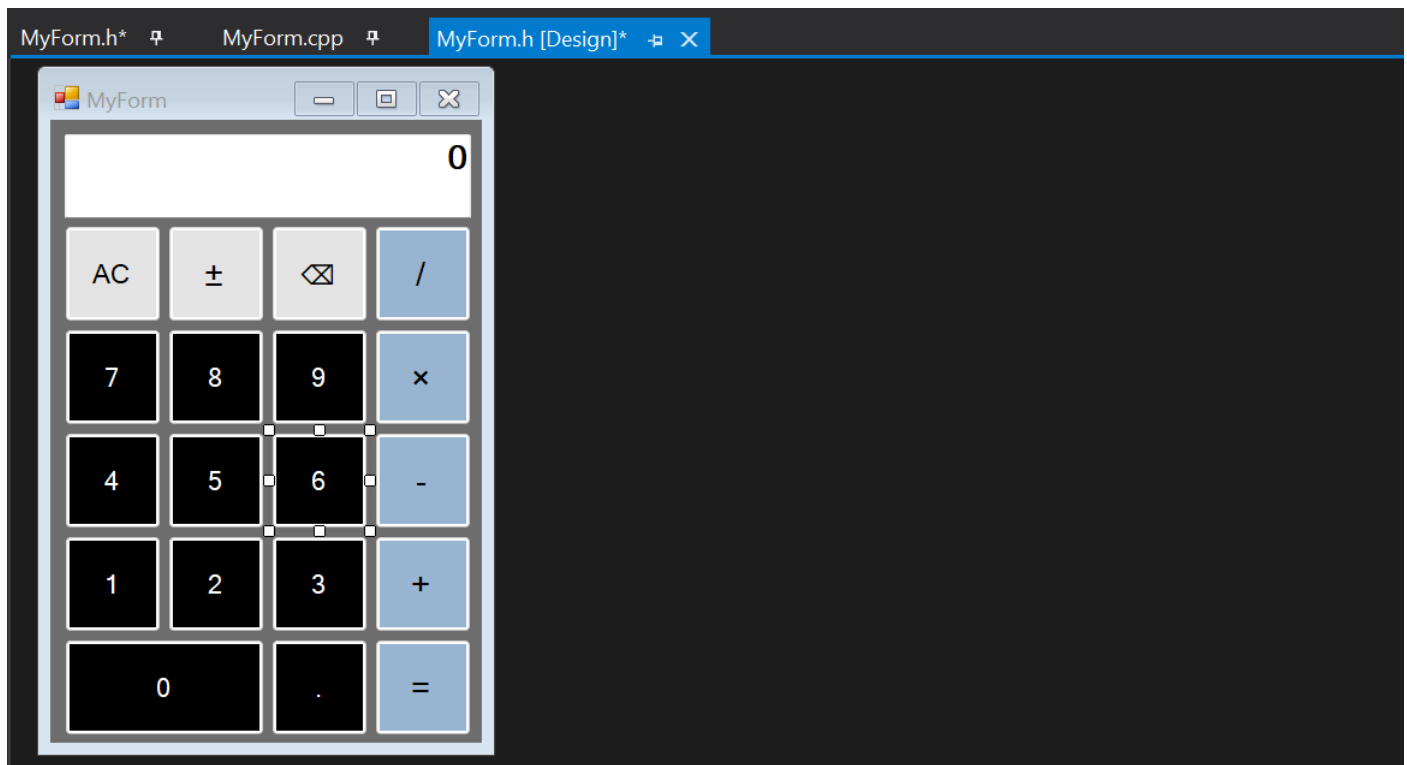 MyForm.h* MyForm.cpp MyForm.h [Design]*
MyForm
0
AC ± ⌫ /
7 8 9 ×
4 5 6 -
1 2 3 +
0 . =